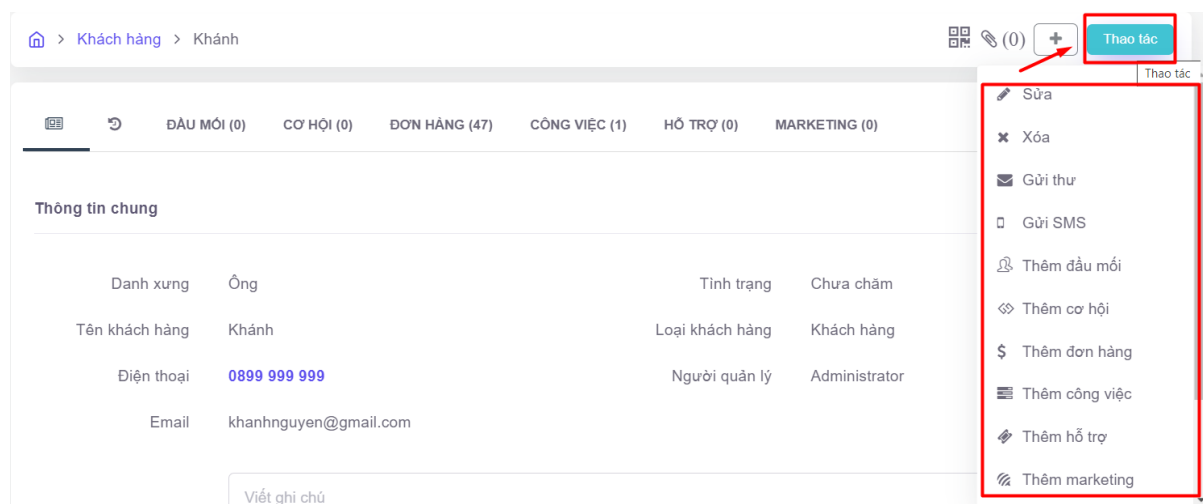 > Khách hàng > Khánh
(0) + Thao tác
Thao tác
ĐẦU MỐI (0) CƠ HỘI (0) ĐƠN HÀNG (47) CÔNG VIỆC (1) HỖ TRỢ (0) MARKETING (0)
Thông tin chung
Danh xưng Ông
Tên khách hàng Khánh
Điện thoại 0899 999 999
Email khanhnguyen@gmail.com
Tình trạng Chưa chăm
Loại khách hàng Khách hàng
Người quản lý Administrator
Viết ghi chú
Sửa
Xóa
Gửi thư
Gửi SMS
Thêm đầu mối
Thêm cơ hội
Thêm đơn hàng
Thêm công việc
Thêm hỗ trợ
Thêm marketing